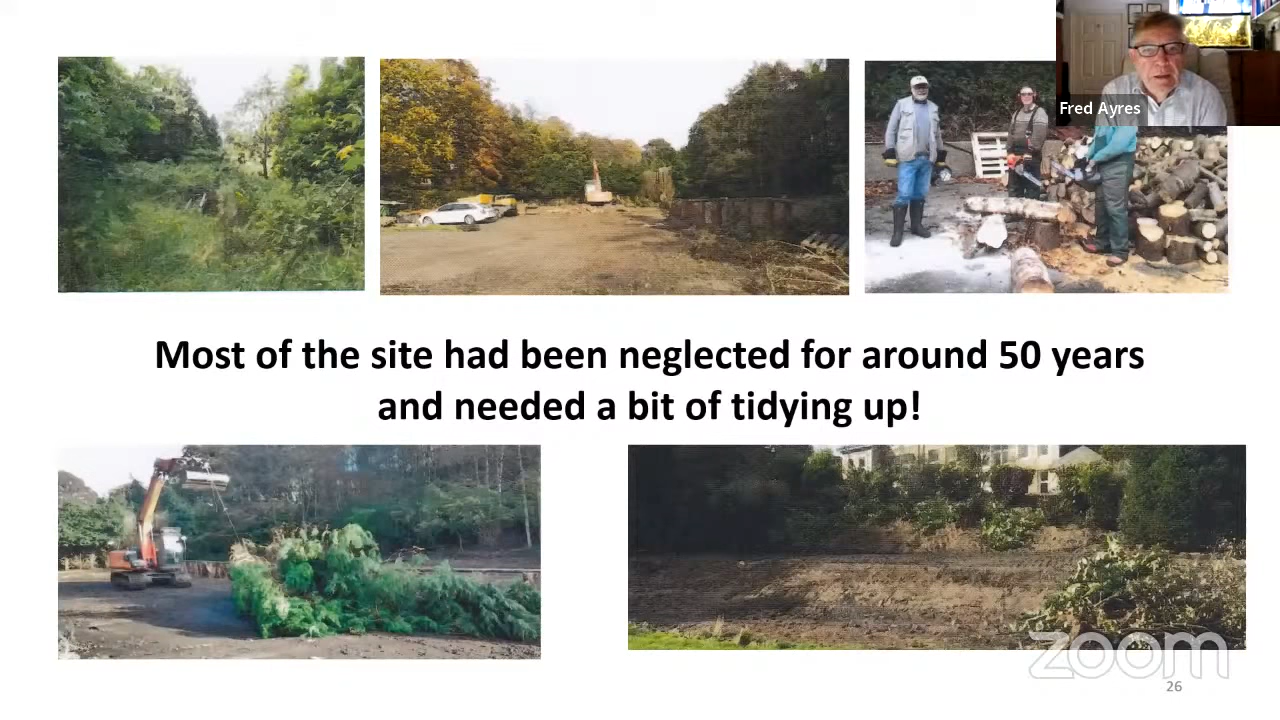 Fred Ayres
Most of the site had been neglected for around 50 years
and needed a bit of tidying up!
zoom
26